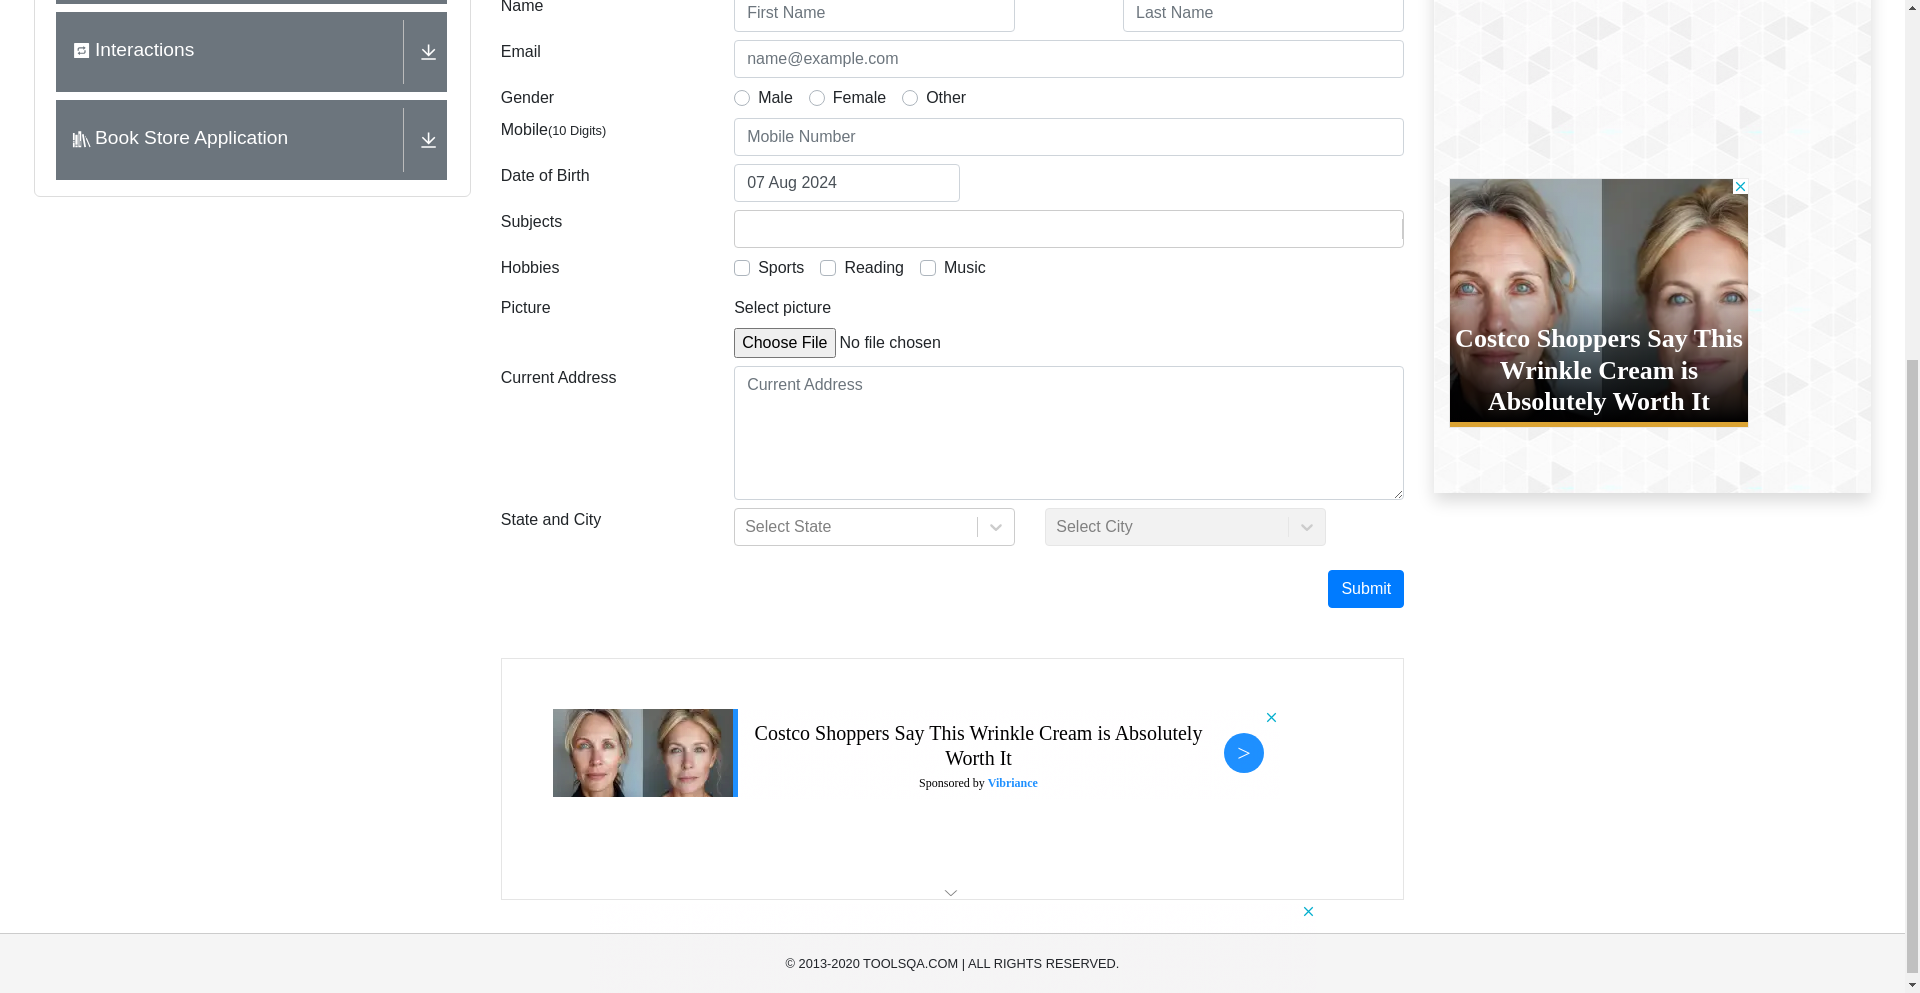 Interactions
Book Store Application
Name
First Name
Last Name
Email
name@example.com
Gender
Male
Female
Other
Mobile(10 Digits)
Mobile Number
Date of Birth
07 Aug 2024
Subjects
Hobbies
Sports
Reading
Music
Picture
Select picture
Choose File No file chosen
Current Address
Current Address
State and City
Select State
Select City
Submit
Costco Shoppers Say This
Wrinkle Cream is
Absolutely Worth It
Costco Shoppers Say This Wrinkle Cream is Absolutely
Worth It
Sponsored by Vibriance
>
© 2013-2020 TOOLSQA.COM | ALL RIGHTS RESERVED.